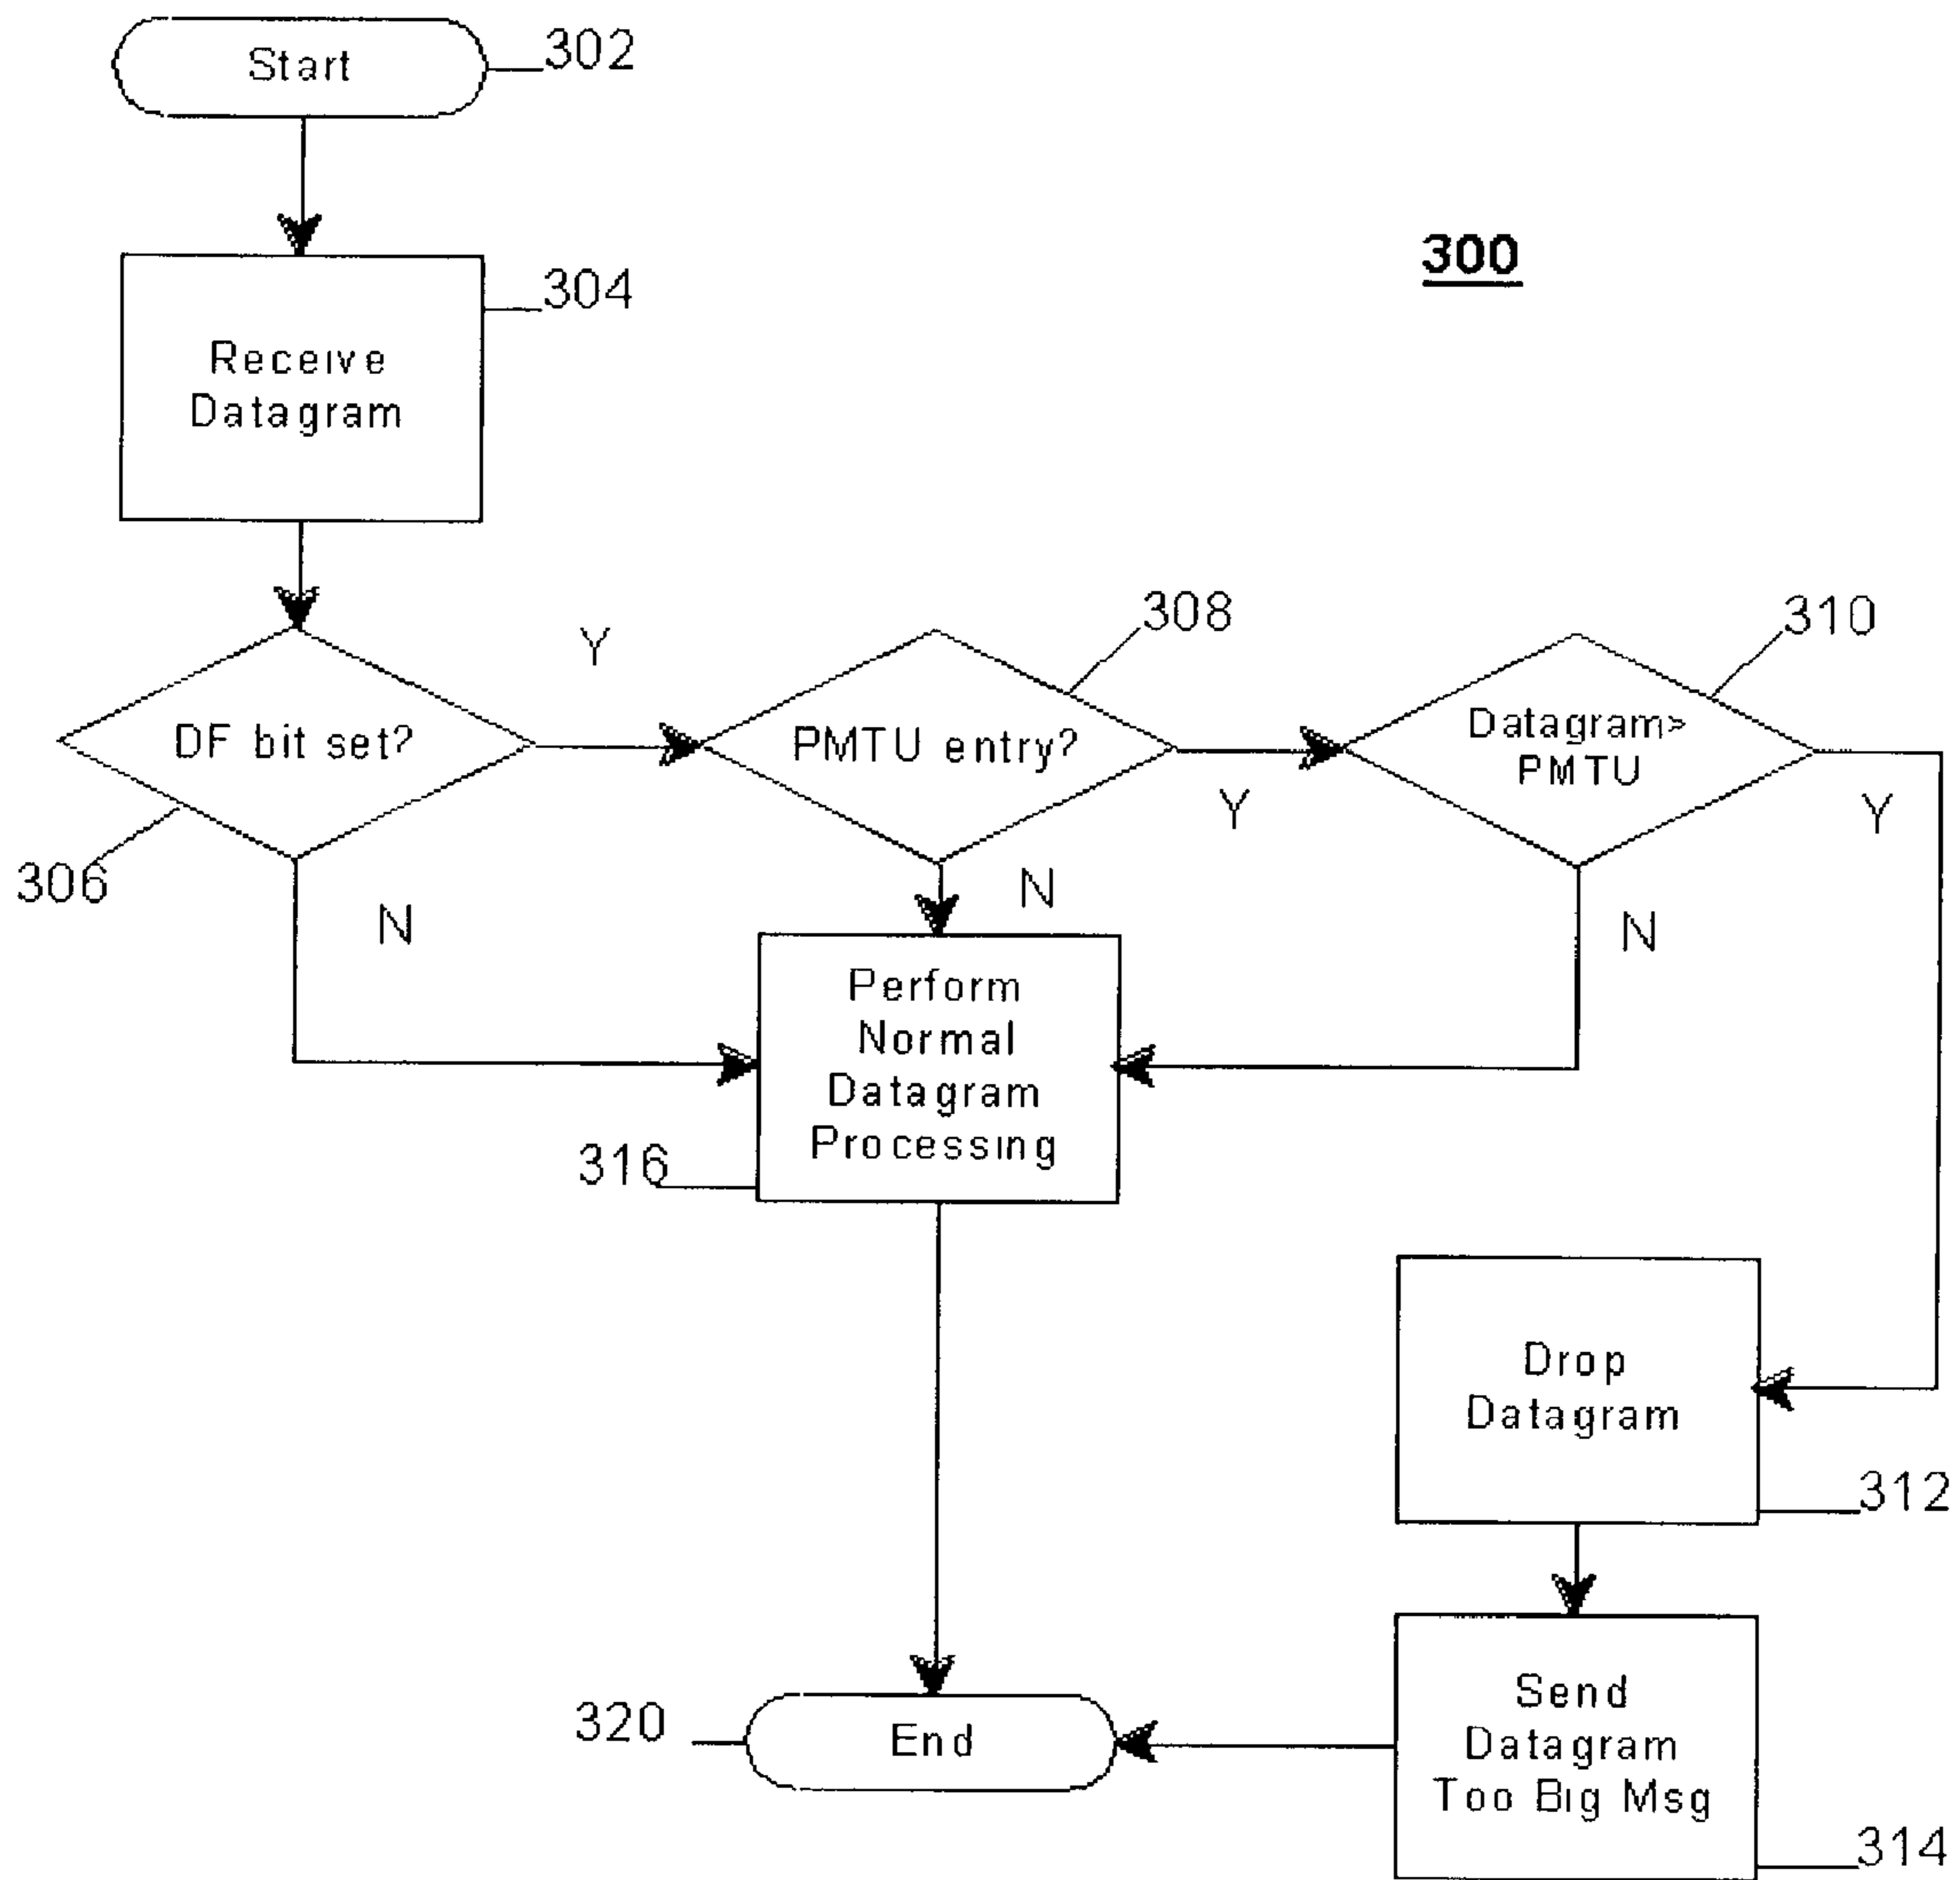 Start
302
300
304
Receive
Datagram
308
310
Y
DF bit set?
PMTU entry?
Datagram>
PMTU
Y
Y
306
N
N
N
Perform
Normal
Datagram
Processing
316
Drop
Datagram
312
320
End
Send
Datagram
Too Big Msg
314